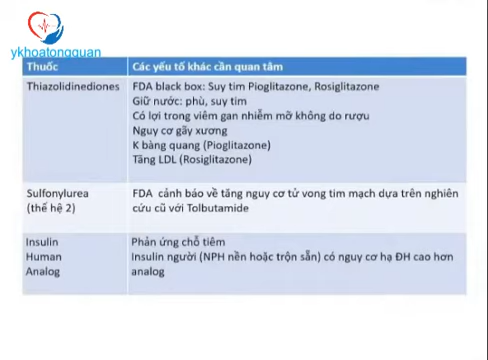 ykhoatongquan
Thuốc
Các yếu tố khác cần quan tâm
Thiazolidinediones
FDA black box: Suy tim Pioglitazone, Rosiglitazone
Giữ nước: phù, suy tim
Có lợi trong viêm gan nhiễm mỡ không do rượu
Nguy cơ gãy xương
K bàng quang (Pioglitazone)
Tăng LDL (Rosiglitazone)
Sulfonylurea
(thế hệ 2)
FDA cảnh báo về tăng nguy cơ tử vong tim mạch dựa trên nghiên
cứu cũ với Tolbutamide
Insulin
Human
Analog
Phản ứng chỗ tiêm
Insulin người (NPH nền hoặc trộn sẵn) có nguy cơ hạ ĐH cao hơn
analog